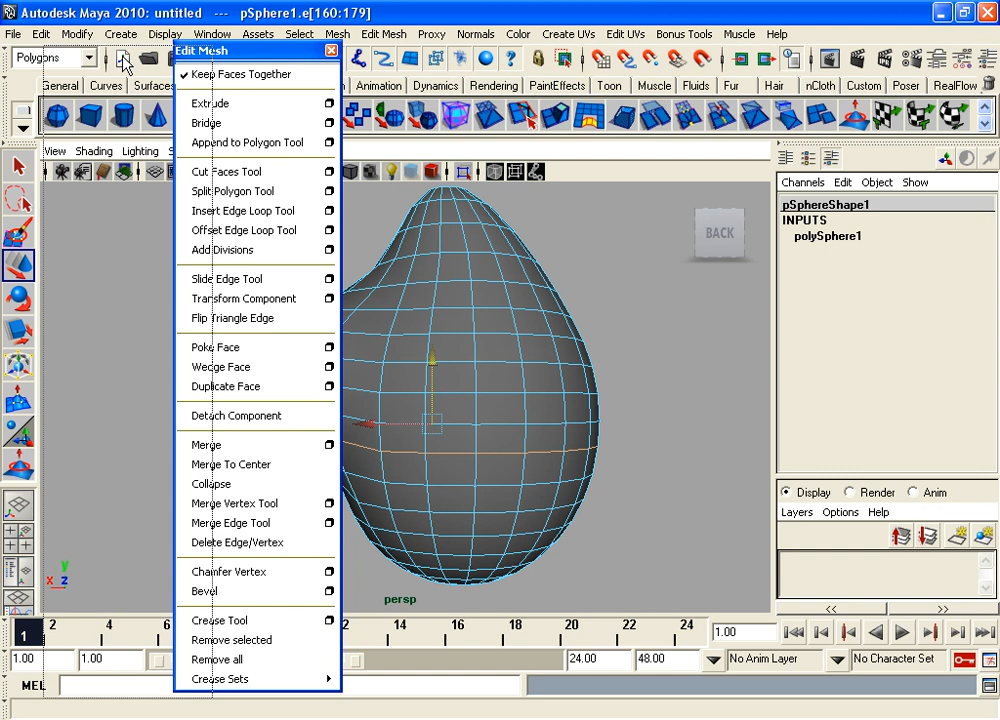 Autodesk Maya 2010: untitled --- pSphere1.e[160:179]
File Edit Modify Create Display Window Assets Select Mesh Edit Mesh Proxy Normals Color Create UVs Edit UVs Bonus Tools Muscle Help
Polygons
General Curves Surfaces Animation Dynamics Rendering PaintEffects Toon Muscle Fluids Fur Hair nCloth Custom Poser RealFlow
View Shading Lighting
Edit Mesh
Keep Faces Together
Extrude
Bridge
Append to Polygon Tool
Cut Faces Tool
Split Polygon Tool
Insert Edge Loop Tool
Offset Edge Loop Tool
Add Divisions
Slide Edge Tool
Transform Component
Flip Triangle Edge
Poke Face
Wedge Face
Duplicate Face
Detach Component
Merge
Merge To Center
Collapse
Merge Vertex Tool
Merge Edge Tool
Delete Edge/Vertex
Chamfer Vertex
Bevel
Crease Tool
Remove selected
Remove all
Crease Sets
BACK
y
x z
persp
Channels Edit Object Show
pSphereShape1
INPUTS
polySphere1
Display Render Anim
Layers Options Help
<< >>
1 2 4 6 2 14 16 18 20 22 24 1.00
1.00 1.00 24.00 48.00 No Anim Layer No Character Set
MEL